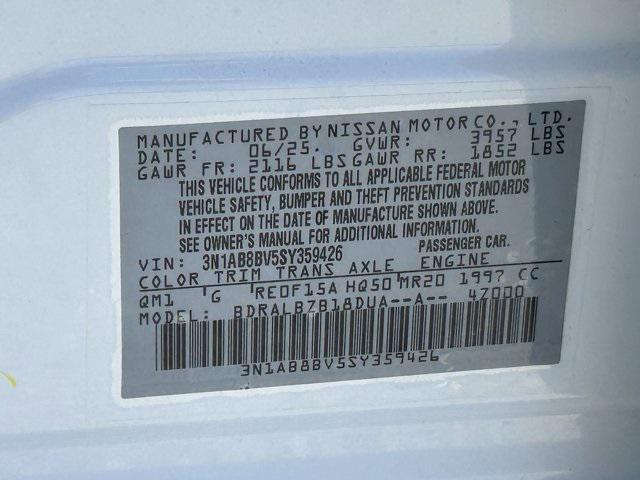 MANUFACTURED BY NISSAN MOTOR CO., LTD.
DATE: 06/25. GVWR: 3957 LBS
GAWR FR: 2116 LBS GAWR RR: 1852 LBS
THIS VEHICLE CONFORMS TO ALL APPLICABLE FEDERAL MOTOR
VEHICLE SAFETY, BUMPER AND THEFT PREVENTION STANDARDS
IN EFFECT ON THE DATE OF MANUFACTURE SHOWN ABOVE.
SEE OWNER'S MANUAL FOR ADDITIONAL INFORMATION.
VIN: 3N1AB8BV5SY359426 PASSENGER CAR.
COLOR TRIM TRANS AXLE ENGINE
QM1 G RE0F15A HQ50 MR20 1997 CC
MODEL: BDRALBZB18DUA--A-- 47000
3N1AB8BV5SY359426